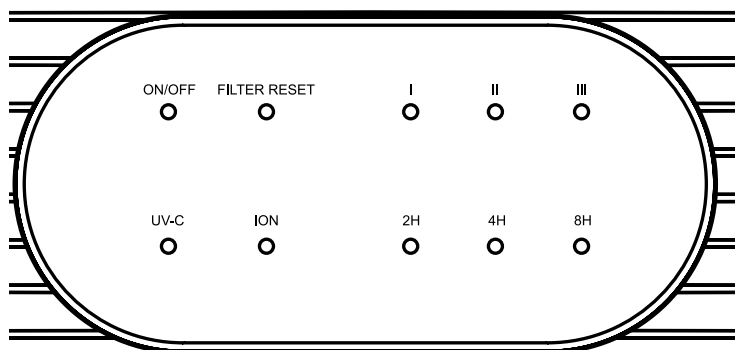 ON/OFF FILTER RESET I II III
UV-C ION 2H 4H 8H